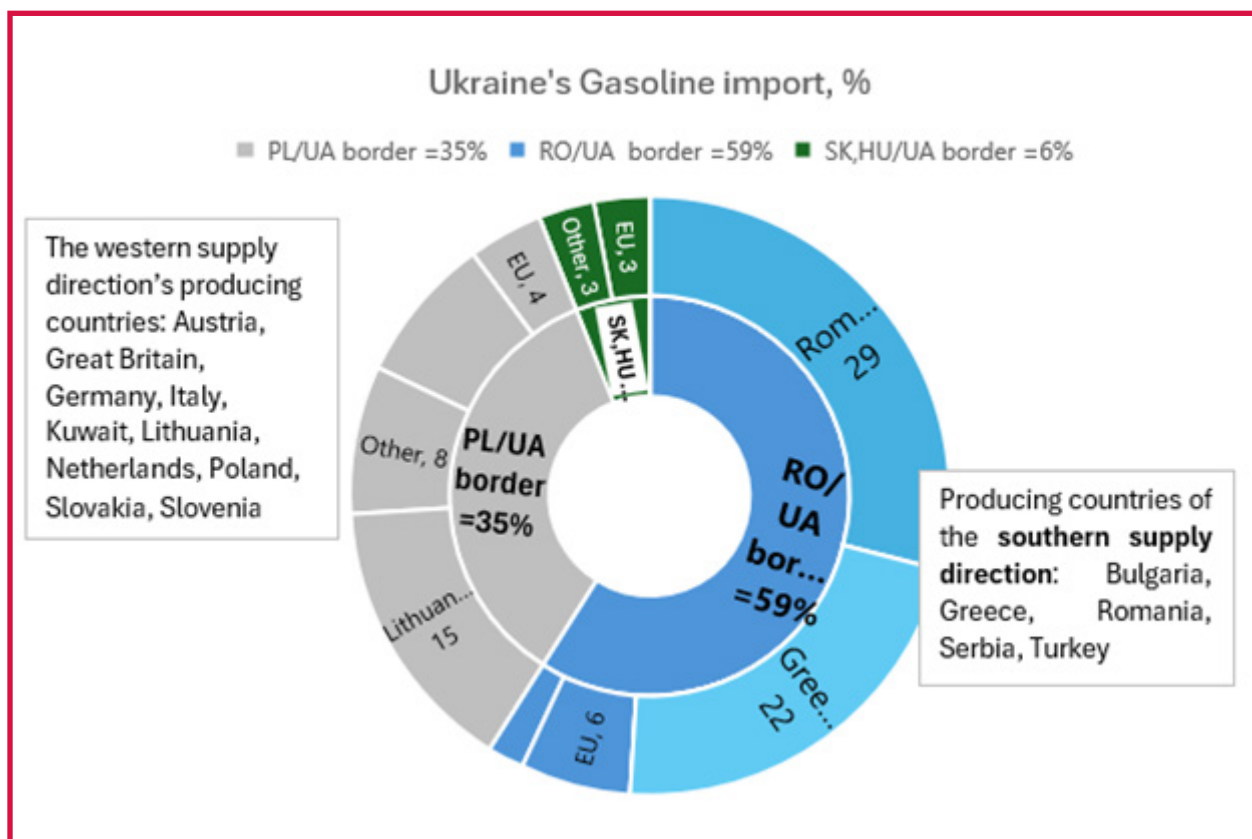 Ukraine's Gasoline import, %
PL/UA border =35%
RO/UA border =59%
SK,HU/UA border =6%
The western supply
direction's producing
countries: Austria,
Great Britain,
Germany, Italy,
Kuwait, Lithuania,
Netherlands, Poland,
Slovakia, Slovenia
EU, 4
Other, 3
EU, 3
SK,HU
...
Rom...
29
Other, 8
PL/UA
border
=35%
RO/
UA
bor...
=59%
Lithuan...
15
Gree...
22
EU, 6
Producing countries of
the southern supply
direction: Bulgaria,
Greece, Romania,
Serbia, Turkey